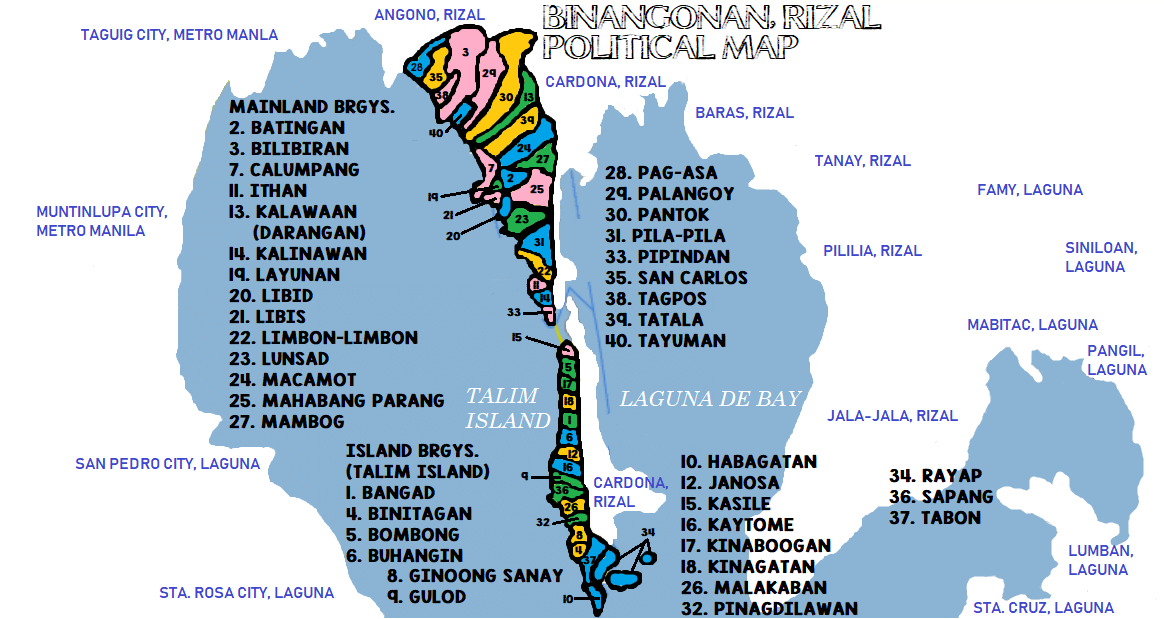 BINANGONAN, RIZAL
POLITICAL MAP
ANGONO, RIZAL
TAGUIG CITY, METRO MANLA
CARDONA, RIZAL
BARAS, RIZAL
TANAY, RIZAL
FAMY, LAGUNA
MUNTINLUPA CITY,
METRO MANILA
PILILIA, RIZAL
SINILOAN,
LAGUNA
MABITAC, LAGUNA
PANGIL,
LAGUNA
JALA-JALA, RIZAL
SAN PEDRO CITY, LAGUNA
CARDONA,
RIZAL
LUMBAN,
LAGUNA
STA. ROSA CITY, LAGUNA
STA. CRUZ, LAGUNA
TALIM
ISLAND
LAGUNA DE BAY
MAINLAND BRGYS.
2. BATINGAN
3. BILIBIRAN
7. CALUMPANG
11. ITHAN
13. KALAWAAN
(DARANGAN)
14. KALINAWAN
19. LAYUNAN
20. LIBID
21. LIBIS
22. LIMBON-LIMBON
23. LUNSAD
24. MACAMOT
25. MAHABANG PARANG
27. MAMBOG
28. PAG-ASA
29. PALANGOY
30. PANTOK
31. PILA-PILA
33. PIPINDAN
35. SAN CARLOS
38. TAGPOS
39. TATALA
40. TAYUMAN
ISLAND BRGYS.
(TALIM ISLAND)
1. BANGAD
4. BINITAGAN
5. BOMBONG
6. BUHANGIN
8. GINOONG SANAY
9. GULOD
10. HABAGATAN
12. JANOSA
15. KASILE
16. KAYTOME
17. KINABOOGAN
18. KINAGATAN
26. MALAKABAN
32. PINAGDILAWAN
34. RAYAP
36. SAPANG
37. TABON
28
35
3
38
29
30
13
40
39
24
27
7
2
19
25
21
20
23
31
22
11
14
33
15
5
17
18
1
6
12
16
9
36
26
32
8
4
37
34
10